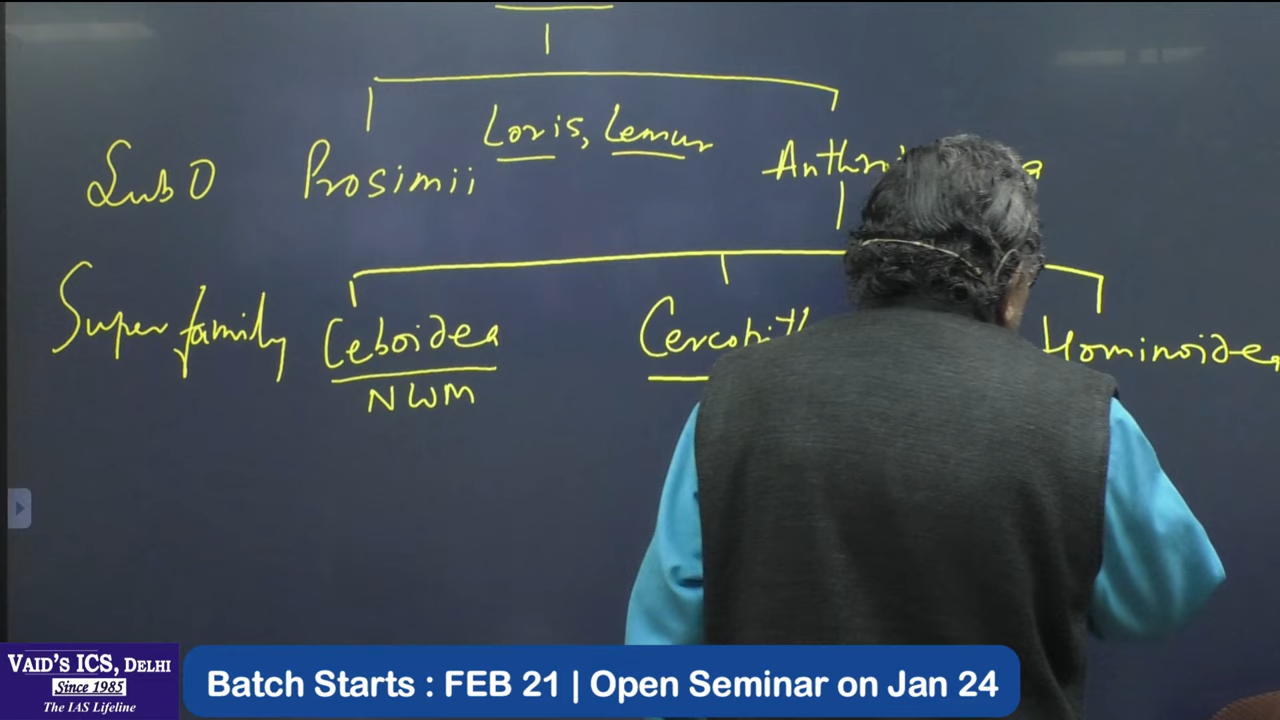 Loris, Lemur
Sub O Prosimii
Super family Ceboidea Hominoidea
NWM
VAID'S ICS, DELHI
Since 1985
The IAS Lifeline
Batch Starts : FEB 21 | Open Seminar on Jan 24